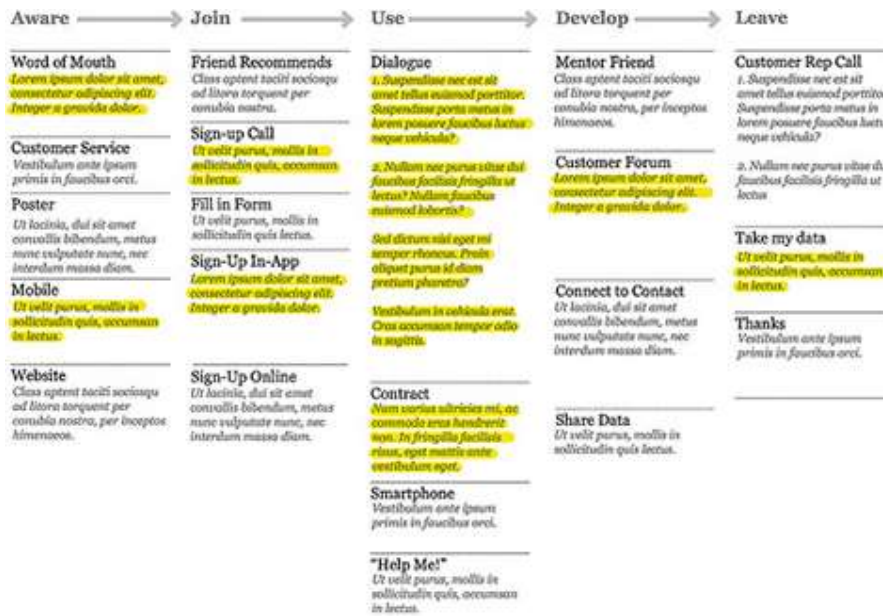 Aware
Word of Mouth
Lorem ipsum dolor sit amet,
consectetur adipiscing elit.
Integer a gravida dolor.
Customer Service
Vestibulum ante ipsum
primis in faucibus orci.
Poster
Ut lacinia, dui sit amet
convallis bibendum, metus
nunc vulputate nunc, nec
interdum massa diam.
Mobile
Ut velit purus, mollis in
sollicitudin quis, accumsan
in lectus.
Website
Class aptent taciti sociosqu
ad litora torquent per
conubia nostra, per inceptos
himenaeos.
Join
Friend Recommends
Class aptent taciti sociosqu
ad litora torquent per
conubia nostra.
Sign-up Call
Ut velit purus, mollis in
sollicitudin quis, accumsan
in lectus.
Fill in Form
Ut velit purus, mollis in
sollicitudin quis lectus.
Sign-Up In-App
Lorem ipsum dolor sit amet,
consectetur adipiscing elit.
Integer a gravida dolor.
Sign-Up Online
Ut lacinia, dui sit amet
convallis bibendum, metus
nunc vulputate nunc, nec
interdum massa diam.
Use
Dialogue
1. Suspendisse nec est sit
amet tellus euismod porttitor.
Suspendisse porta metus in
lorem posuere faucibus luctus
neque vehicula?
2. Nullam nec purus vitae dui
faucibus facilisis fringilla ut
lectus? Nullam faucibus
euismod lobortis?
Sed dictum nisi eget mi
semper rhoncus. Proin
aliquet purus id diam
pretium pharetra?
Vestibulum in vehicula erat.
Cras accumsan tempor odio
in sagittis.
Contract
Nam varius ultricies mi, ac
commodo eros hendrerit
non. In fringilla facilisis
risus, eget mattis ante
vestibulum eget.
Smartphone
Vestibulum ante ipsum
primis in faucibus orci.
"Help Me!"
Ut velit purus, mollis in
sollicitudin quis, accumsan
in lectus.
Develop
Mentor Friend
Class aptent taciti sociosqu
ad litora torquent per
conubia nostra, per inceptos
himenaeos.
Customer Forum
Lorem ipsum dolor sit amet,
consectetur adipiscing elit.
Integer a gravida dolor.
Connect to Contact
Ut lacinia, dui sit amet
convallis bibendum, metus
nunc vulputate nunc, nec
interdum massa diam.
Share Data
Ut velit purus, mollis in
sollicitudin quis lectus.
Leave
Customer Rep Call
1. Suspendisse nec est sit
amet tellus euismod porttito
Suspendisse porta metus in
lorem posuere faucibus luctu
neque vehicula?
2. Nullam nec purus vitae du
faucibus facilisis fringilla ut
lectus
Take my data
Ut velit purus, mollis in
sollicitudin quis, accumsan
in lectus.
Thanks
Vestibulum ante ipsum
primis in faucibus orci.